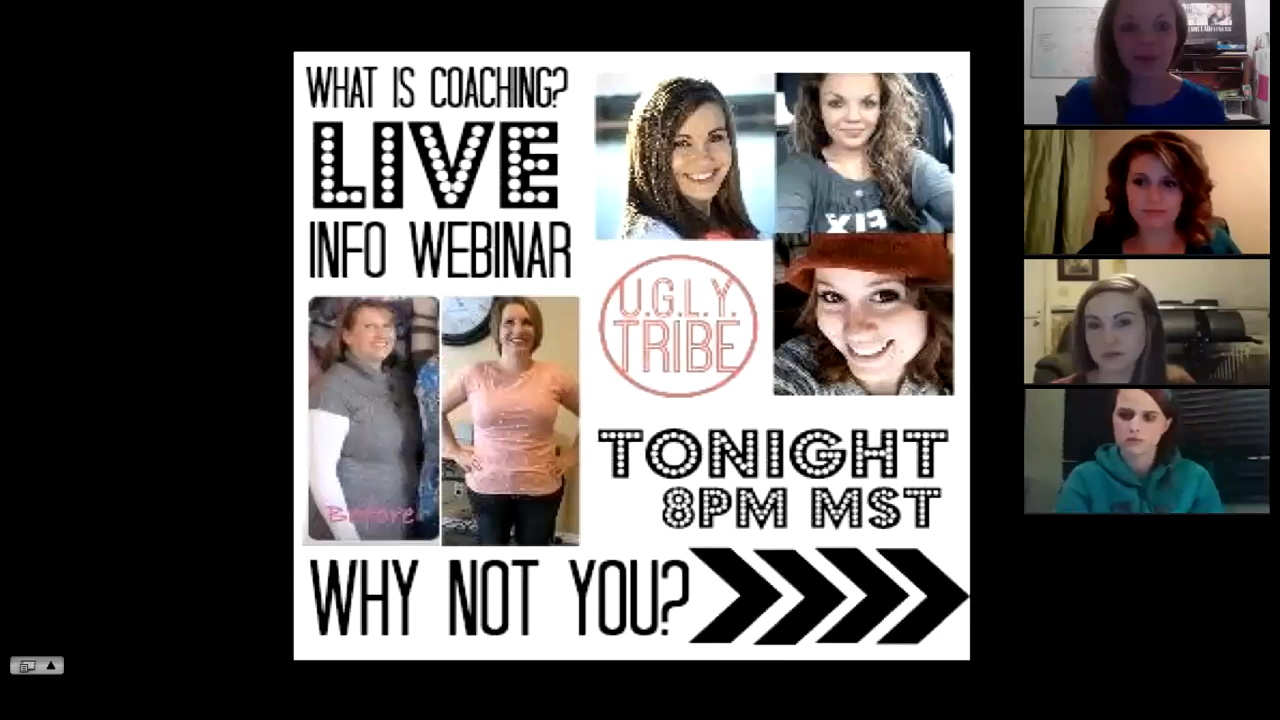 WHAT IS COACHING?
LIVE
INFO WEBINAR
U.G.L.Y.
TRIBE
Before
TONIGHT
8PM MST
WHY NOT YOU?